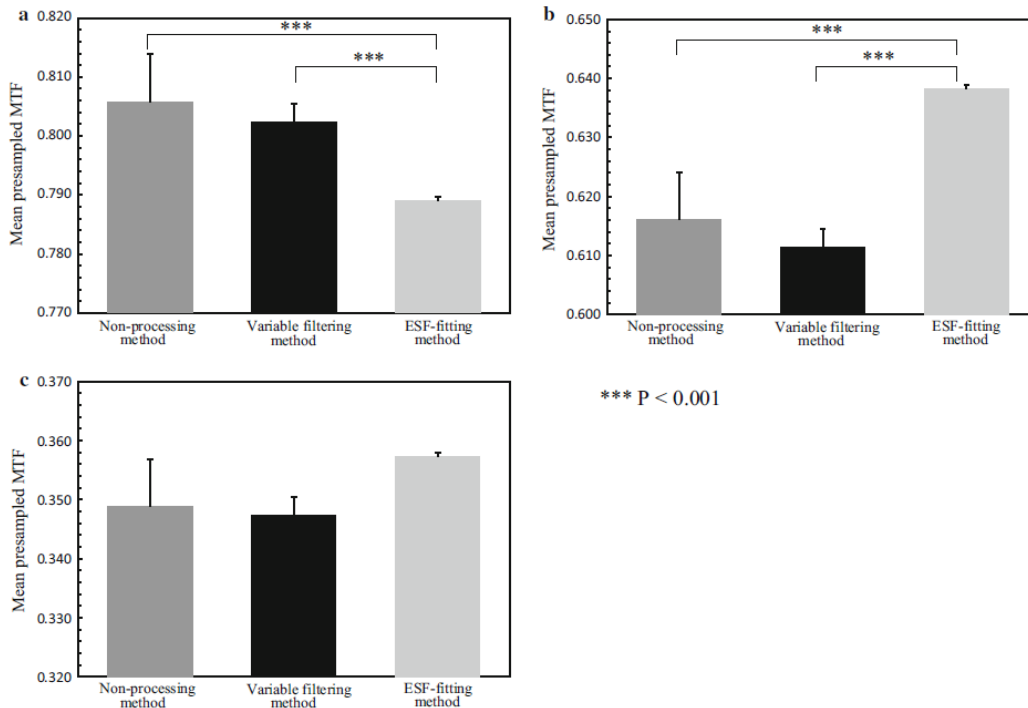 a
0.820
0.810
0.800
0.790
0.780
0.770
Mean presampled MTF
***
***
Non-processing method
Variable filtering method
ESF-fitting method
b
0.650
0.640
0.630
0.620
0.610
0.600
Mean presampled MTF
***
***
Non-processing method
Variable filtering method
ESF-fitting method
c
0.370
0.360
0.350
0.340
0.330
0.320
Mean presampled MTF
Non-processing method
Variable filtering method
ESF-fitting method
*** P < 0.001